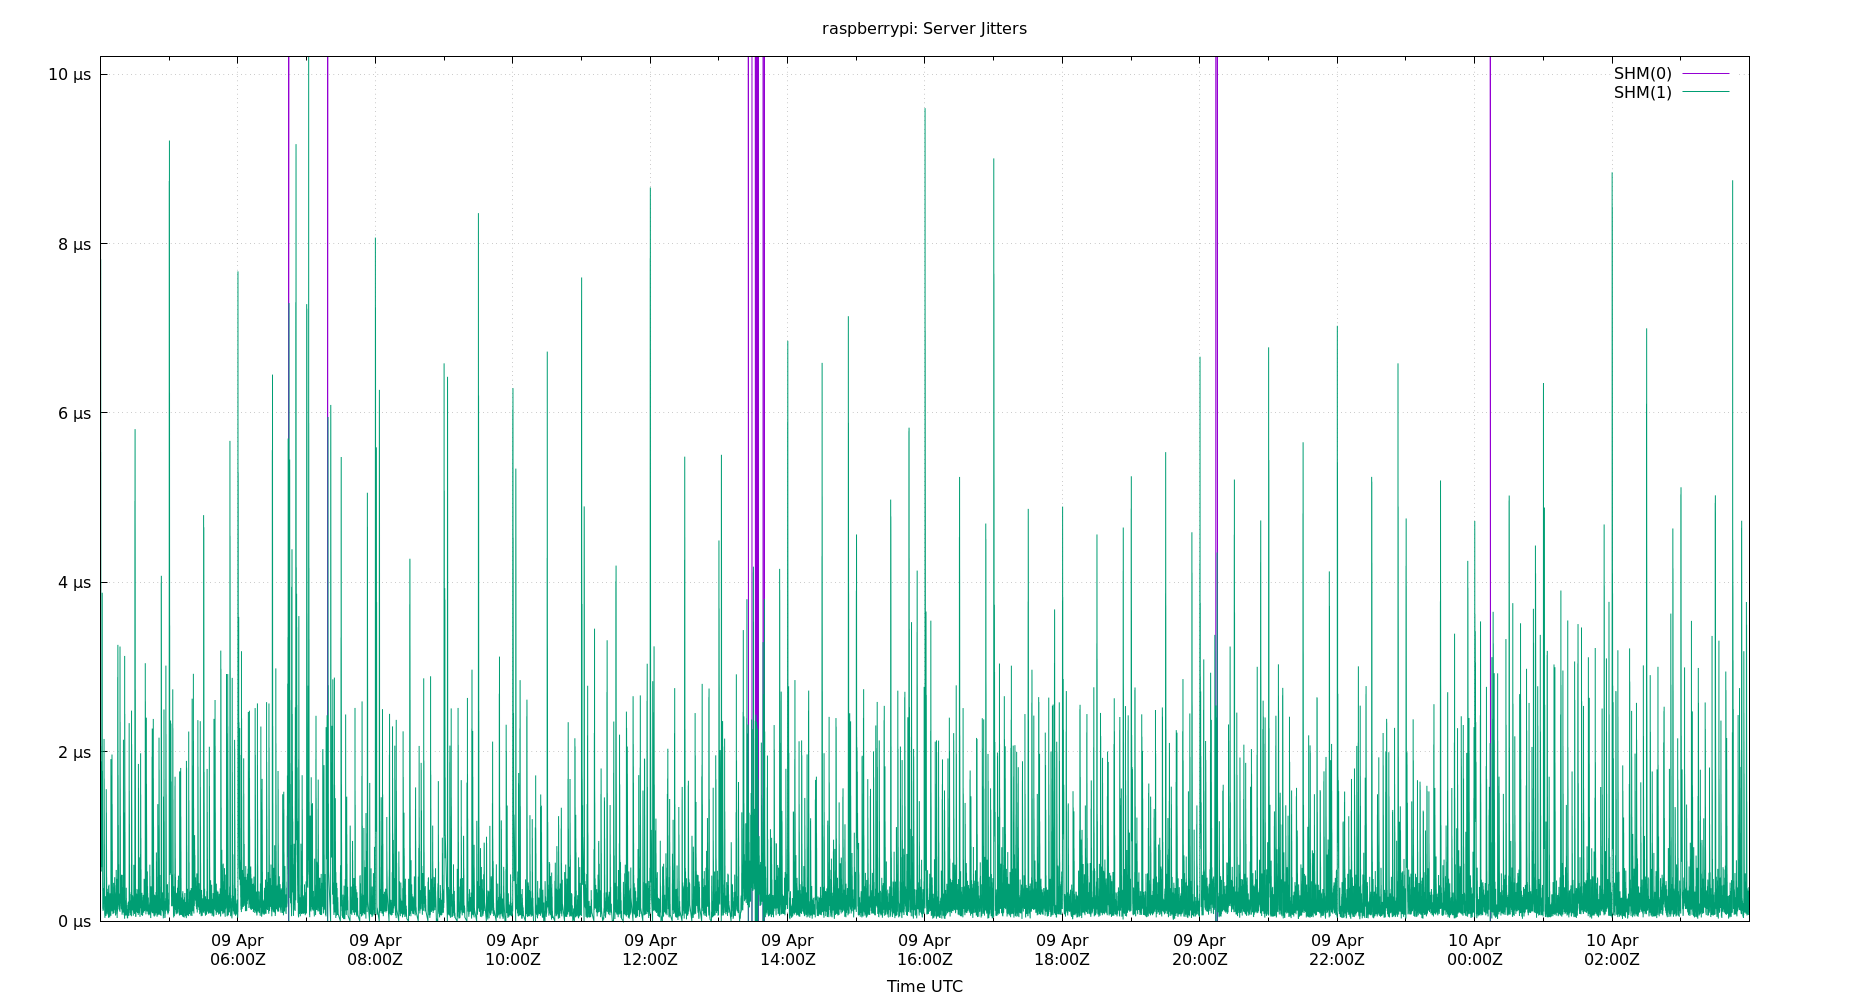 raspberrypi: Server Jitters
10 µs
8 µs
6 µs
4 µs
2 µs
0 µs
SHM(0)
SHM(1)
09 Apr
06:00Z
09 Apr
08:00Z
09 Apr
10:00Z
09 Apr
12:00Z
09 Apr
14:00Z
09 Apr
16:00Z
09 Apr
18:00Z
09 Apr
20:00Z
09 Apr
22:00Z
10 Apr
00:00Z
10 Apr
02:00Z
Time UTC